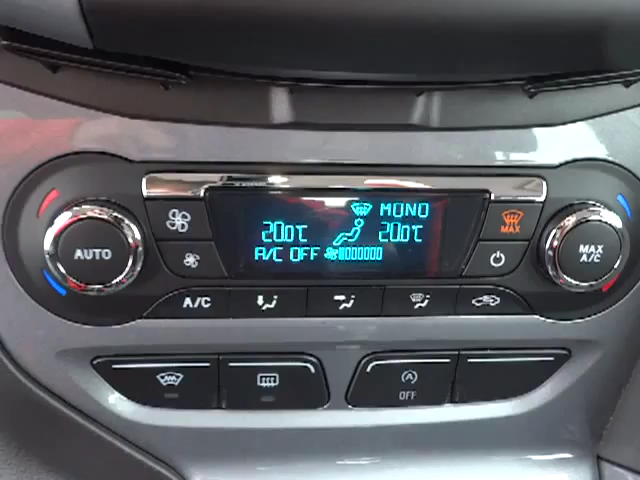 MONO
20.0°C 20.0°C
A/C OFF
MAX
AUTO
MAX
A/C
A/C
A
OFF